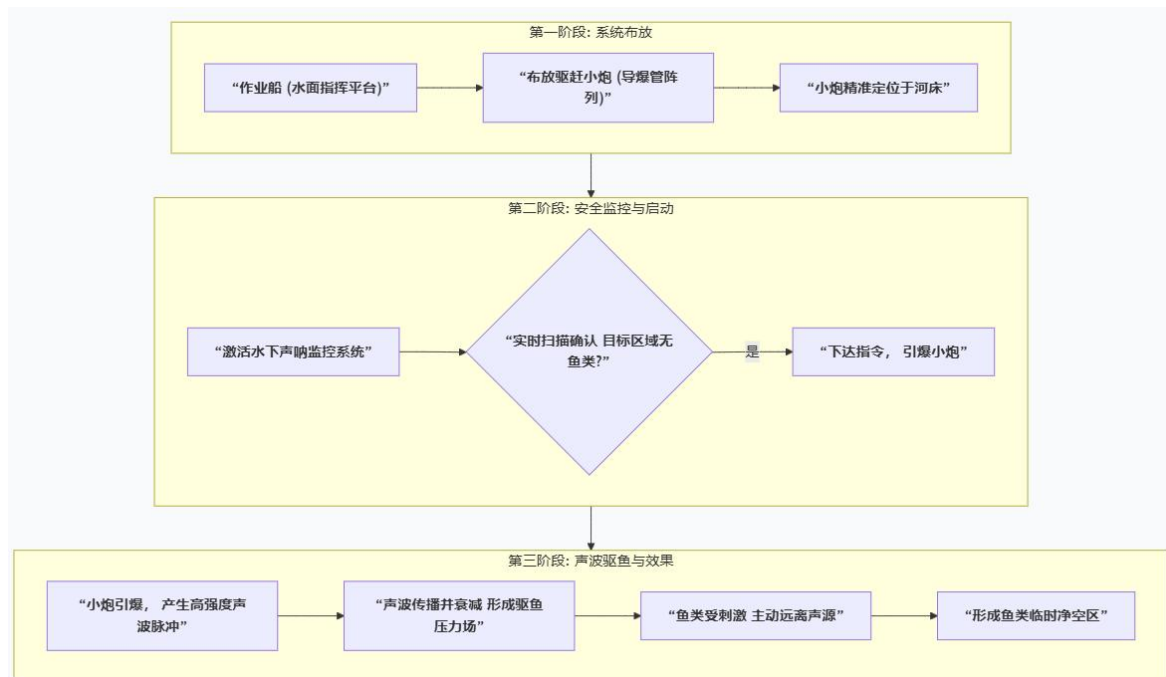 第一阶段: 系统布放
“作业船 (水面指挥平台)”
“布放驱赶小炮 (导爆管阵
列)”
“小炮精准定位于河床”
第二阶段: 安全监控与启动
“激活水下声呐监控系统”
“实时扫描确认 目标区域无
鱼类?”
是
“下达指令， 引爆小炮”
第三阶段: 声波驱鱼与效果
“小炮引爆， 产生高强度声
波脉冲”
“声波传播并衰减 形成驱鱼
压力场”
“鱼类受刺激 主动远离声源”
“形成鱼类临时净空区”